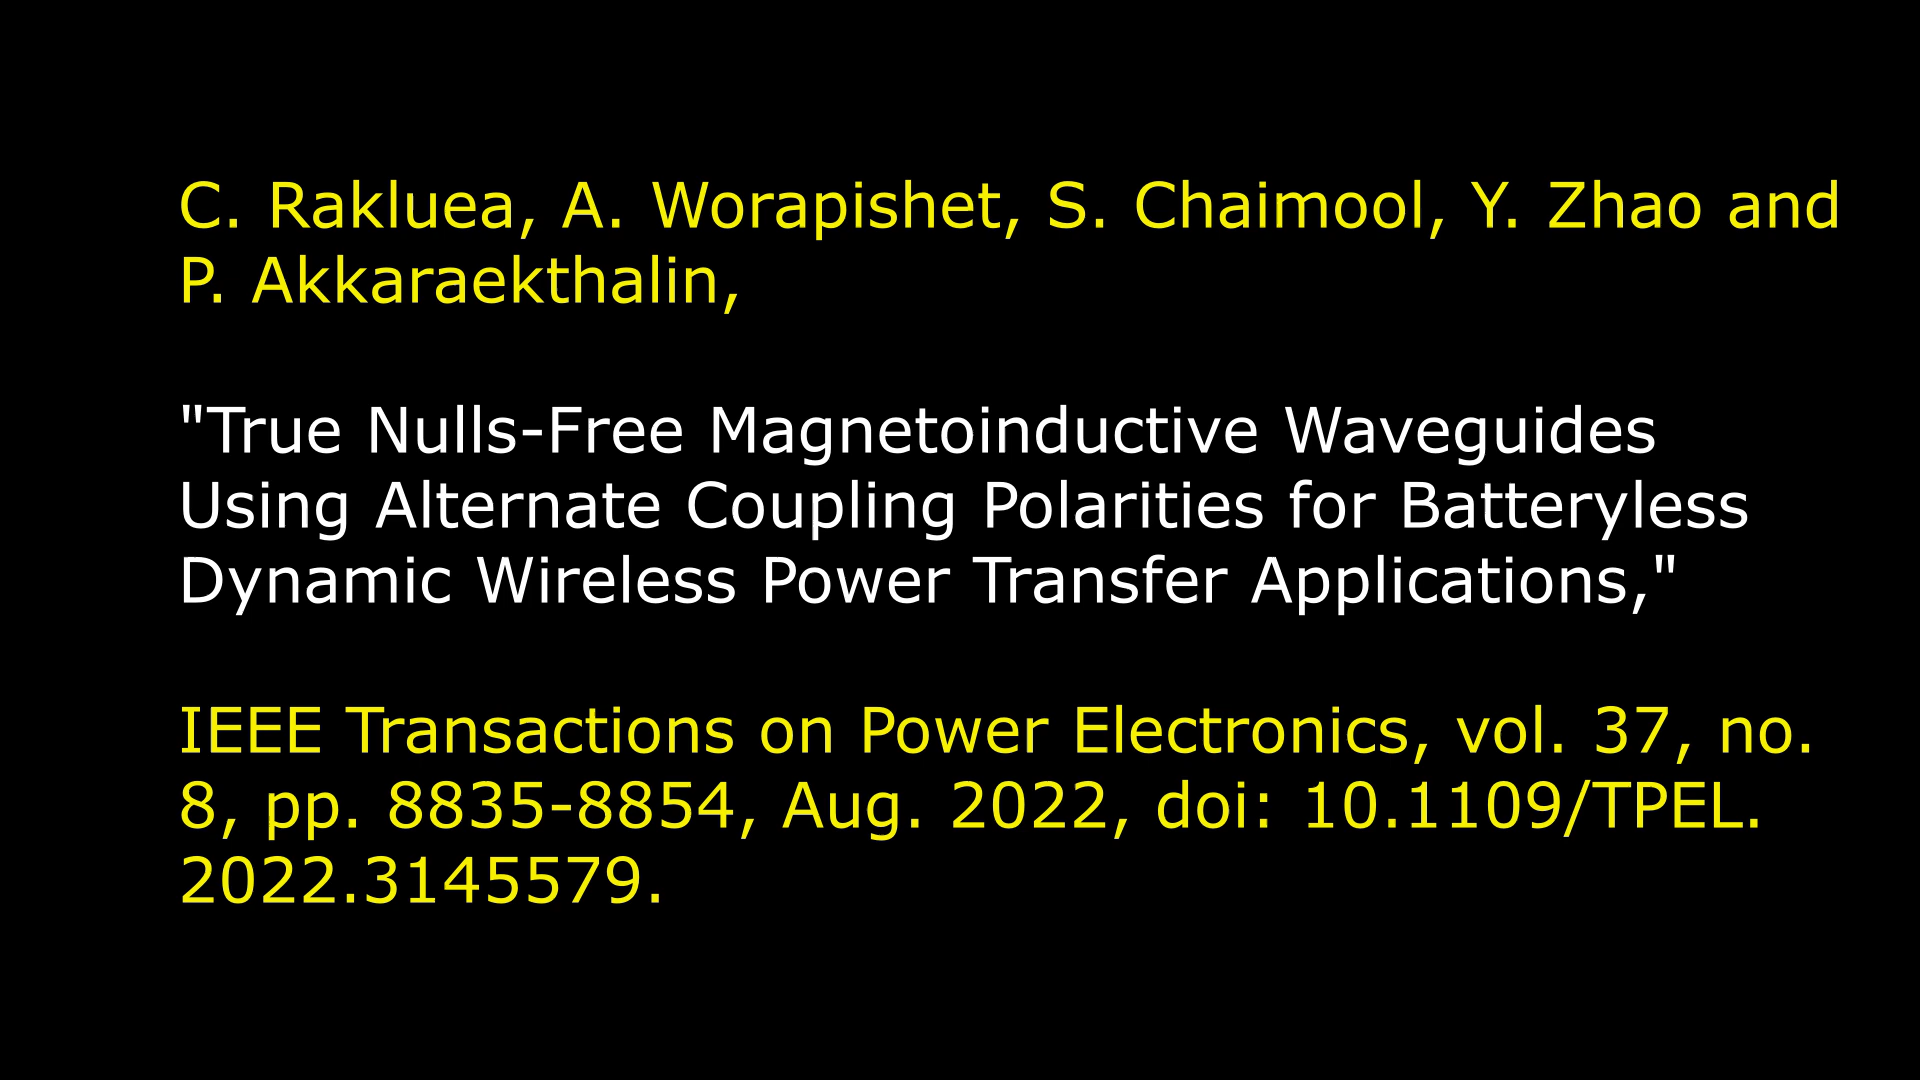 C. Rakluea, A. Worapishet, S. Chaimool, Y. Zhao and
P. Akkaraekthalin,
"True Nulls-Free Magnetoinductive Waveguides
Using Alternate Coupling Polarities for Batteryless
Dynamic Wireless Power Transfer Applications,"
IEEE Transactions on Power Electronics, vol. 37, no.
8, pp. 8835-8854, Aug. 2022, doi: 10.1109/TPEL.
2022.3145579.